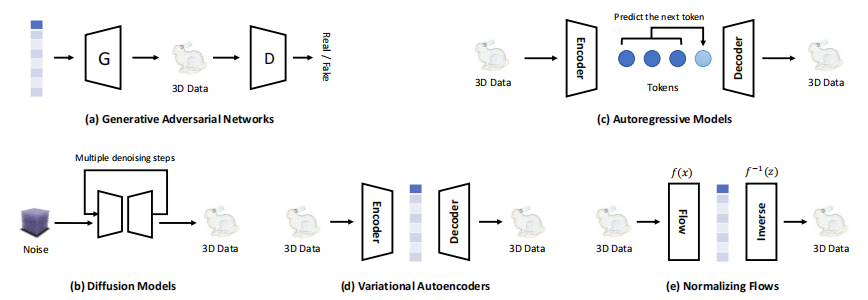 G
D
3D Data
Real / Fake
(a) Generative Adversarial Networks
Predict the next token
Encoder
Decoder
3D Data
Tokens
3D Data
(c) Autoregressive Models
Multiple denoising steps
Noise
3D Data
(b) Diffusion Models
Encoder
Decoder
3D Data
3D Data
(d) Variational Autoencoders
f(x)
f⁻¹(z)
Flow
Inverse
3D Data
3D Data
(e) Normalizing Flows